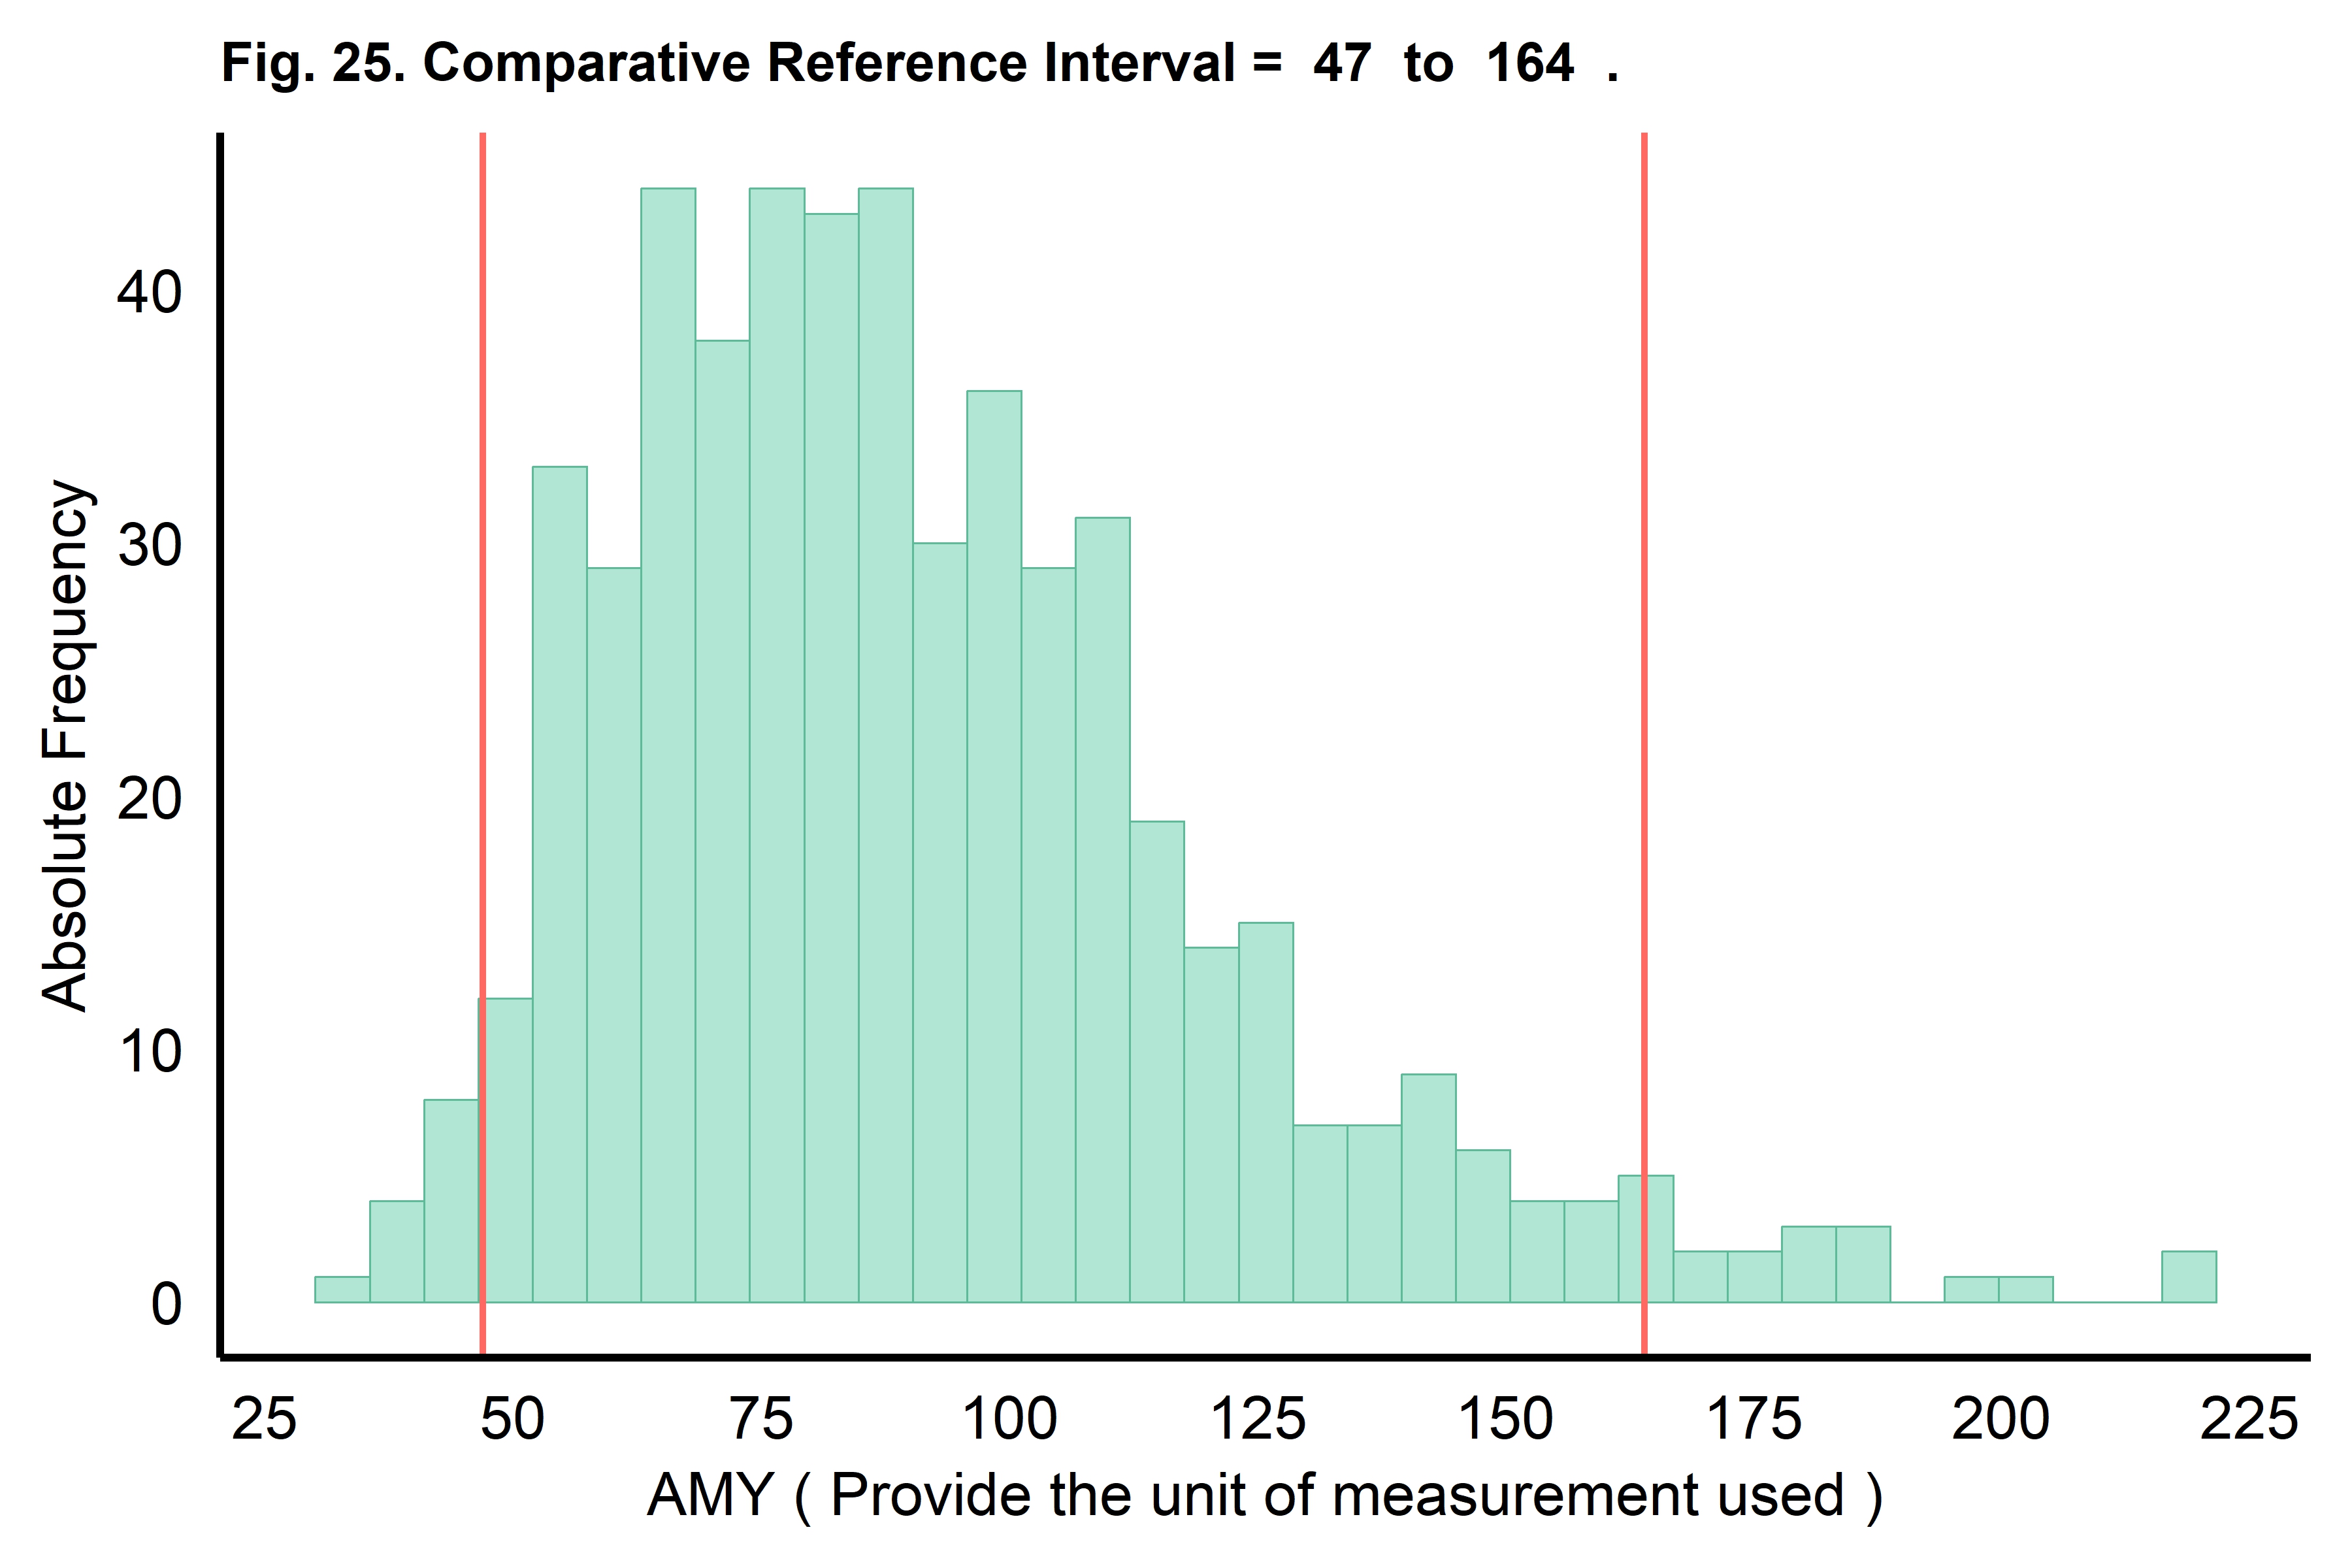 Fig. 25. Comparative Reference Interval =  47  to  164  .
Absolute Frequency
40
30
20
10
0
25 50 75 100 125 150 175 200 225
AMY ( Provide the unit of measurement used )